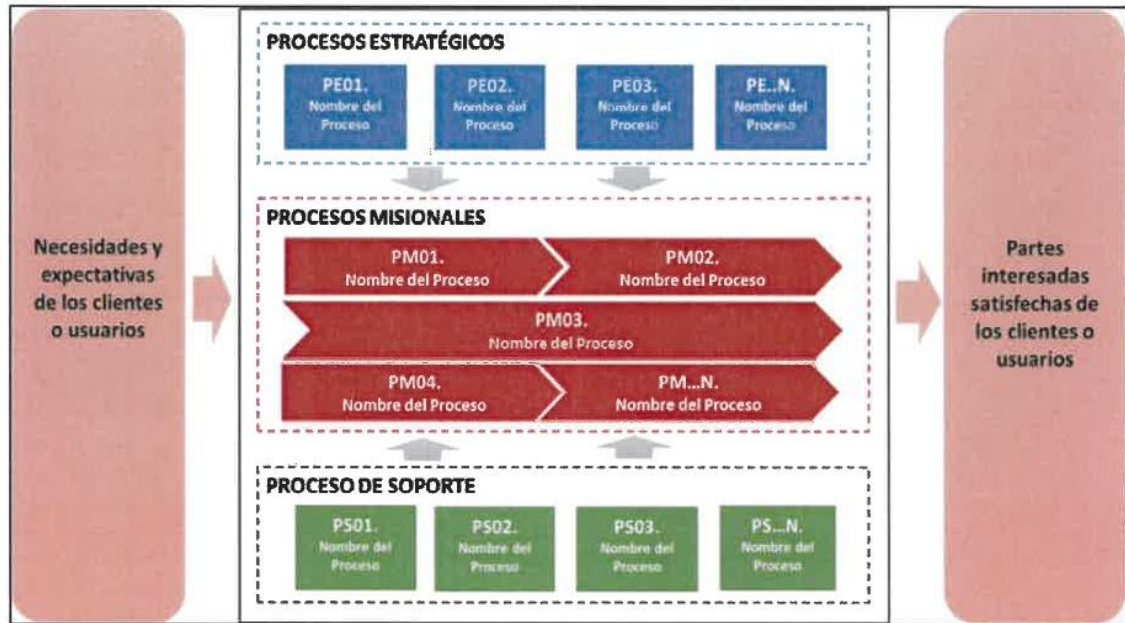 PROCESOS ESTRATÉGICOS
PE01.
Nombre del
Proceso
PE02.
Nombre del
Proceso
PE03.
Nombre del
Proceso
PE..N.
Nombre del
Proceso
Necesidades y
expectativas
de los clientes
o usuarios
PROCESOS MISIONALES
PM01.
Nombre del Proceso
PM02.
Nombre del Proceso
PM03.
Nombre del Proceso
PM04.
Nombre del Proceso
PM...N.
Nombre del Proceso
Partes
interesadas
satisfechas de
los clientes o
usuarios
PROCESO DE SOPORTE
PS01.
Nombre del
Proceso
PS02.
Nombre del
Proceso
PS03.
Nombre del
Proceso
PS...N.
Nombre del
Proceso